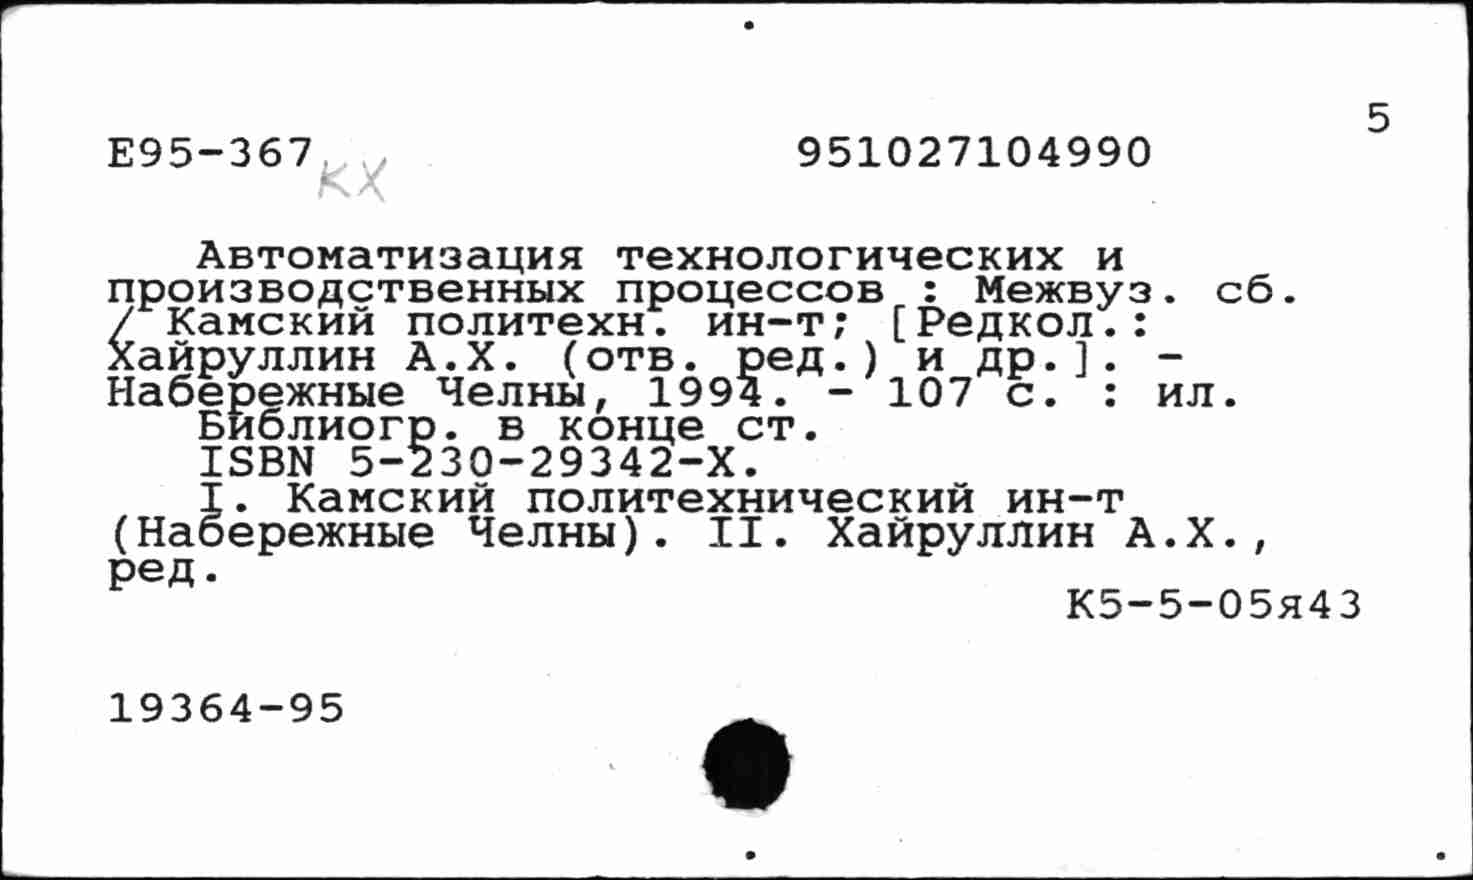 5
Е95-367 КХ 951027104990
Автоматизация технологических и
производственных процессов : Межвуз. сб.
/ Камский политехн. ин-т; [Редкол.:
Хайруллин А.Х. (отв. ред.) и др.]. -
Набережные Челны, 1994. - 107 с. : ил.
Библиогр. в конце ст.
ISBN 5-230-29342-X.
I. Камский политехнический ин-т
(Набережные Челны). II. Хайруллин А.Х.,
ред.
К5-5-05я43
19364-95